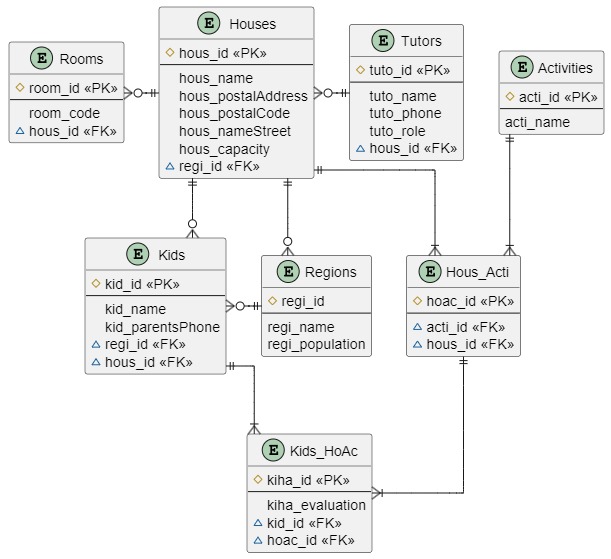 E Rooms
room_id «PK»
room_code
hous_id «FK»
E Houses
hous_id «PK»
hous_name
hous_postalAddress
hous_postalCode
hous_nameStreet
hous_capacity
regi_id «FK»
E Tutors
tuto_id «PK»
tuto_name
tuto_phone
tuto_role
hous_id «FK»
E Activities
acti_id «PK»
acti_name
E Kids
kid_id «PK»
kid_name
kid_parentsPhone
regi_id «FK»
hous_id «FK»
E Regions
regi_id
regi_name
regi_population
E Hous_Acti
hoac_id «PK»
acti_id «FK»
hous_id «FK»
E Kids_HoAc
kiha_id «PK»
kiha_evaluation
kid_id «FK»
hoac_id «FK»